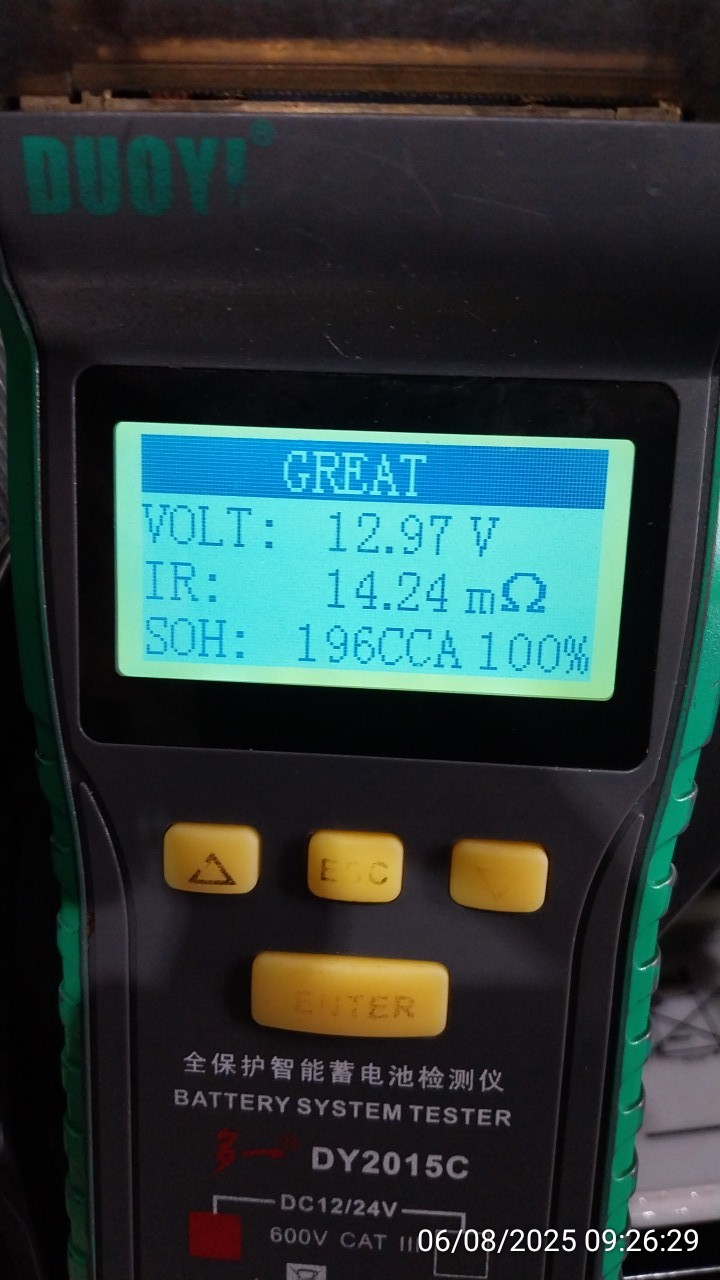 DUOYI®
GREAT
VOLT: 12.97 V
IR: 14.24 mΩ
SOH: 196CCA 100%
ESC
ENTER
全保护智能蓄电池检测仪
BATTERY SYSTEM TESTER
多一®
DY2015C
DC12/24V
600V CAT III
06/08/2025 09:26:29